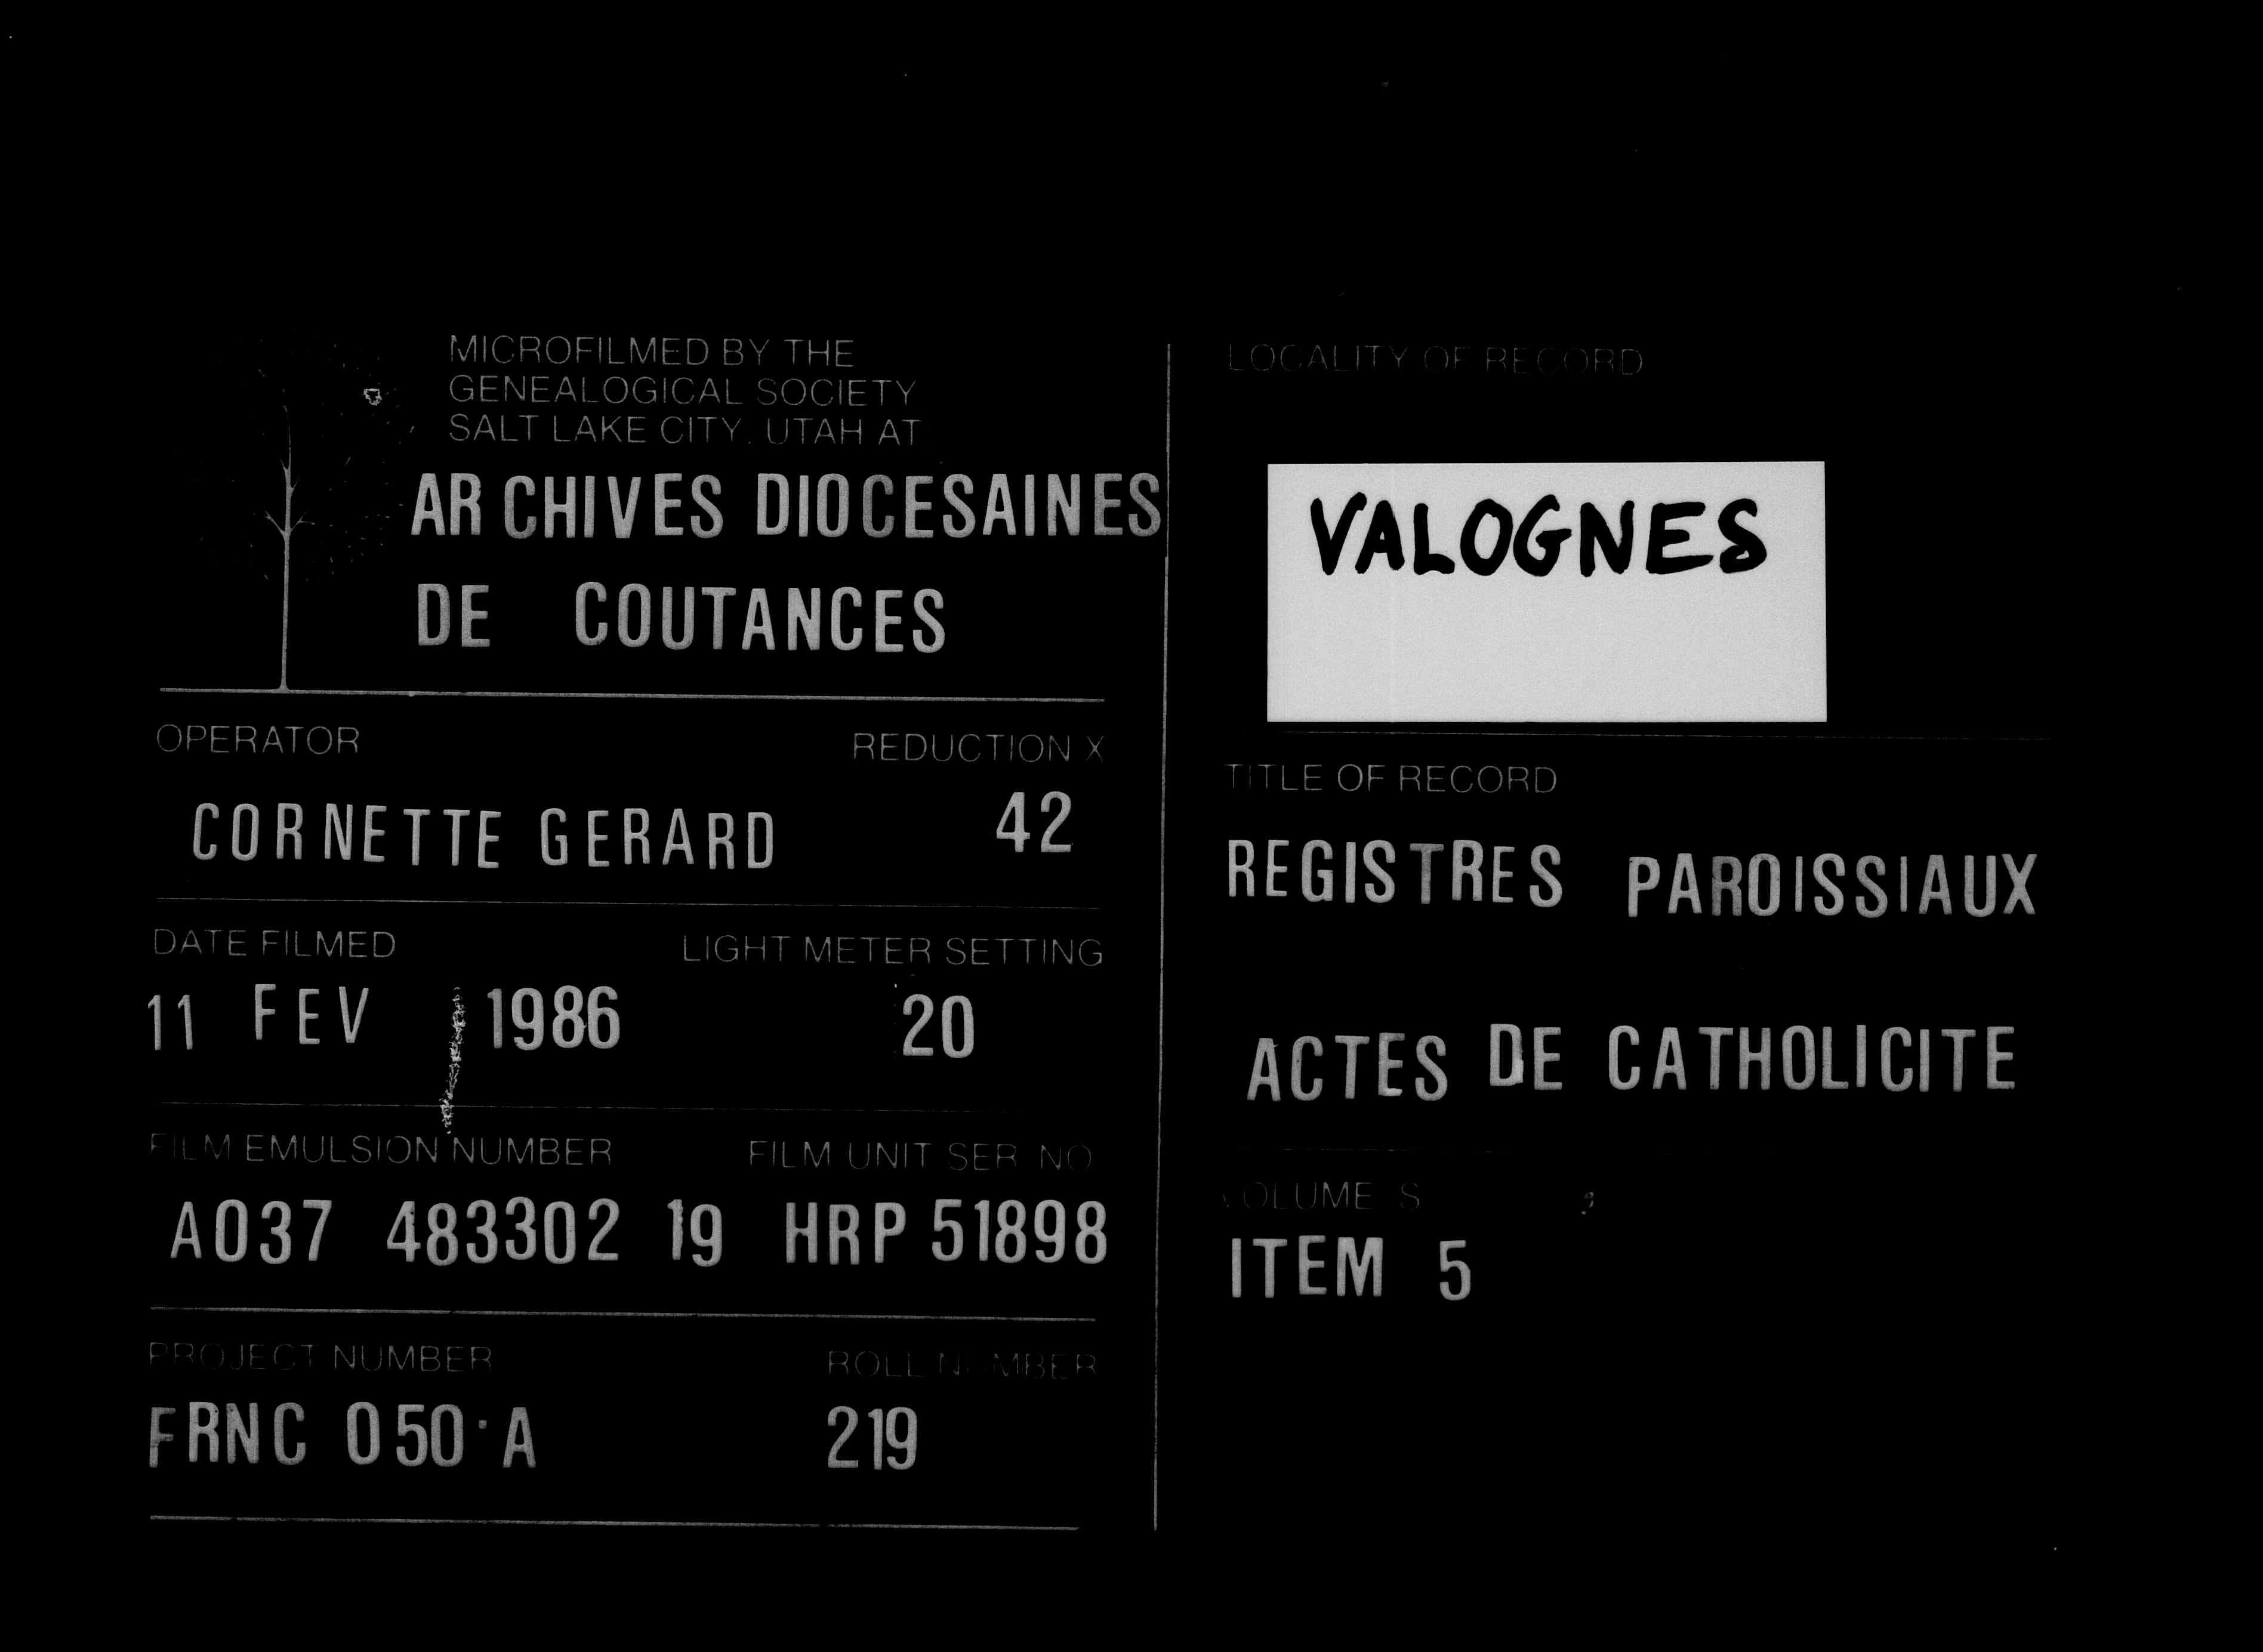 MICROFILMED BY THE
GENEALOGICAL SOCIETY
SALT LAKE CITY, UTAH AT
ARCHIVES DIOCESAINES
DE COUTANCES
OPERATOR REDUCTION X
CORNETTE GERARD 42
DATE FILMED LIGHT METER SETTING
11 FEV 1986 20
FILM EMULSION NUMBER FILM UNIT SER NO
A037 483302 19 HRP 51898
PROJECT NUMBER ROLL NUMBER
FRNC 050·A 219
LOCALITY OF RECORD
VALOGNES
TITLE OF RECORD
REGISTRES PAROISSIAUX
ACTES DE CATHOLICITE
VOLUME S
ITEM 5